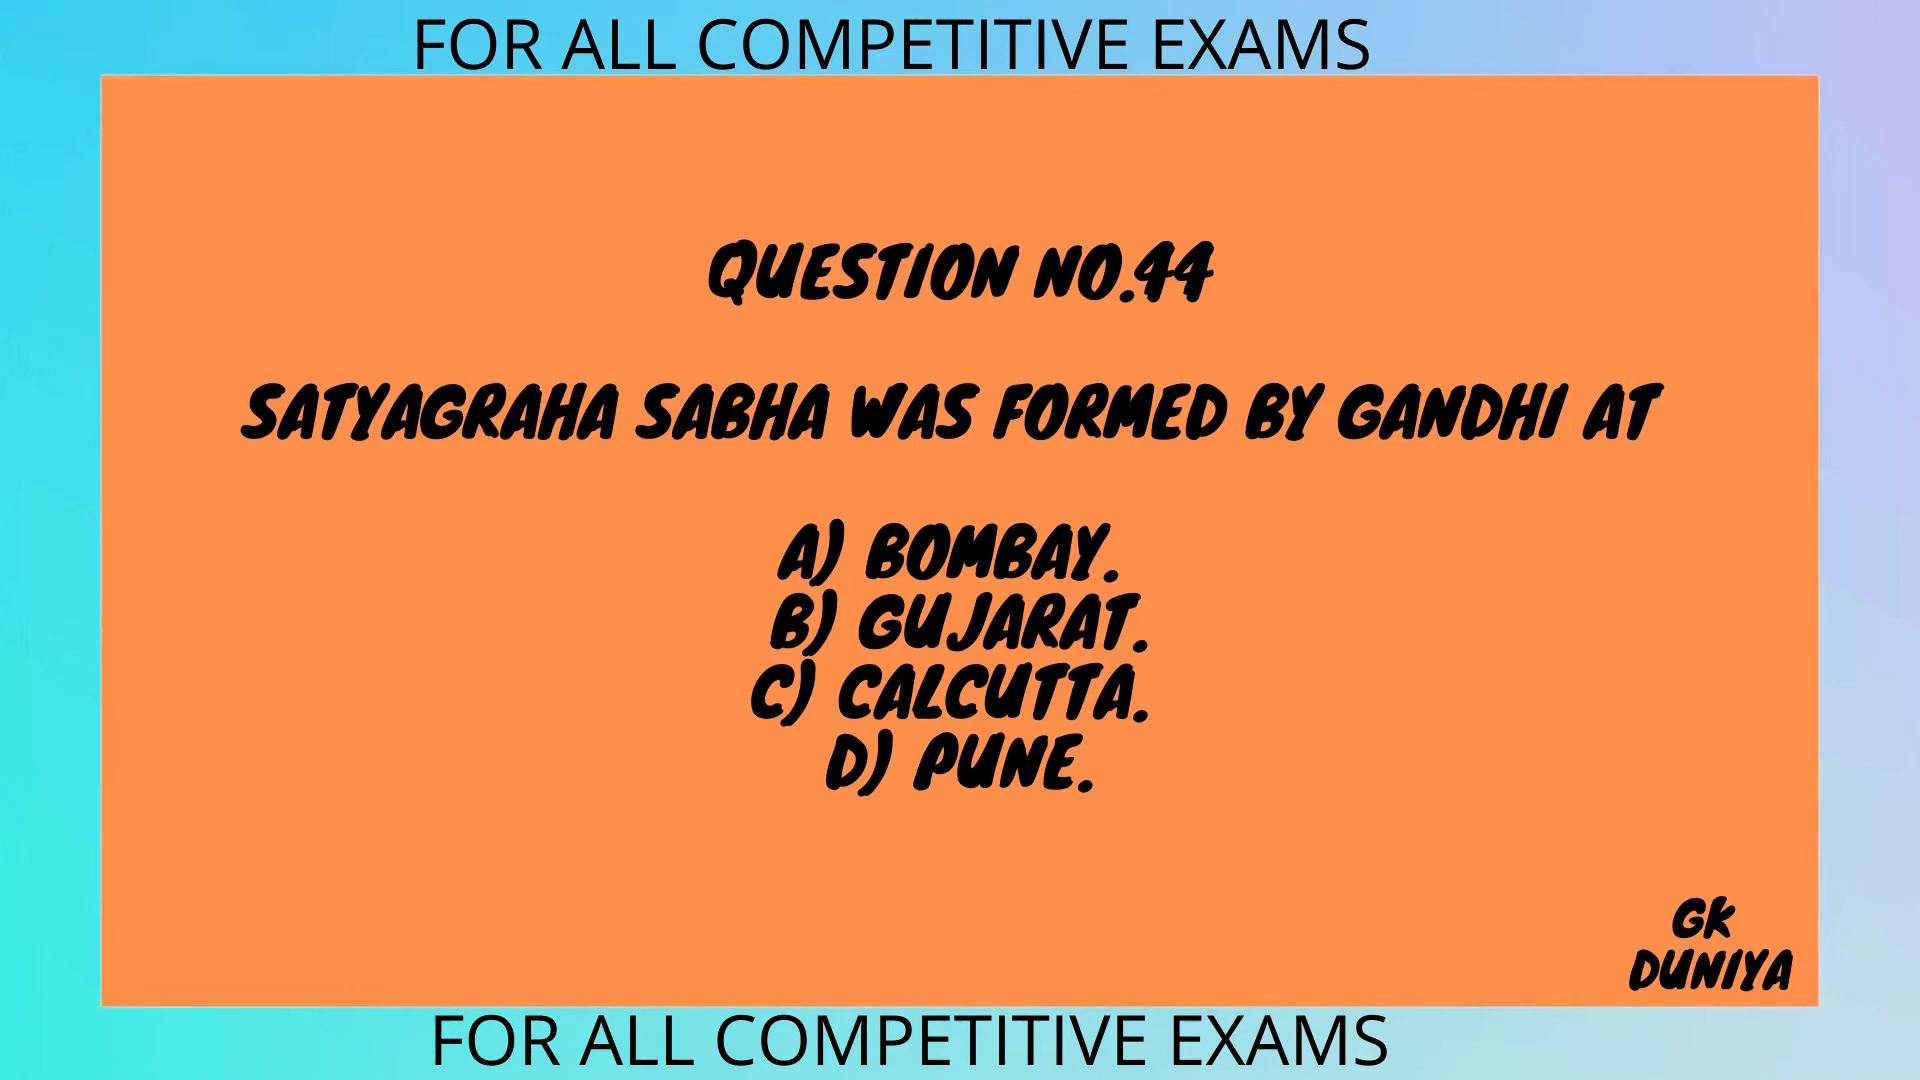 FOR ALL COMPETITIVE EXAMS
QUESTION NO.44
SATYAGRAHA SABHA WAS FORMED BY GANDHI AT
A) BOMBAY.
B) GUJARAT.
C) CALCUTTA.
D) PUNE.
GK
DUNIYA
FOR ALL COMPETITIVE EXAMS